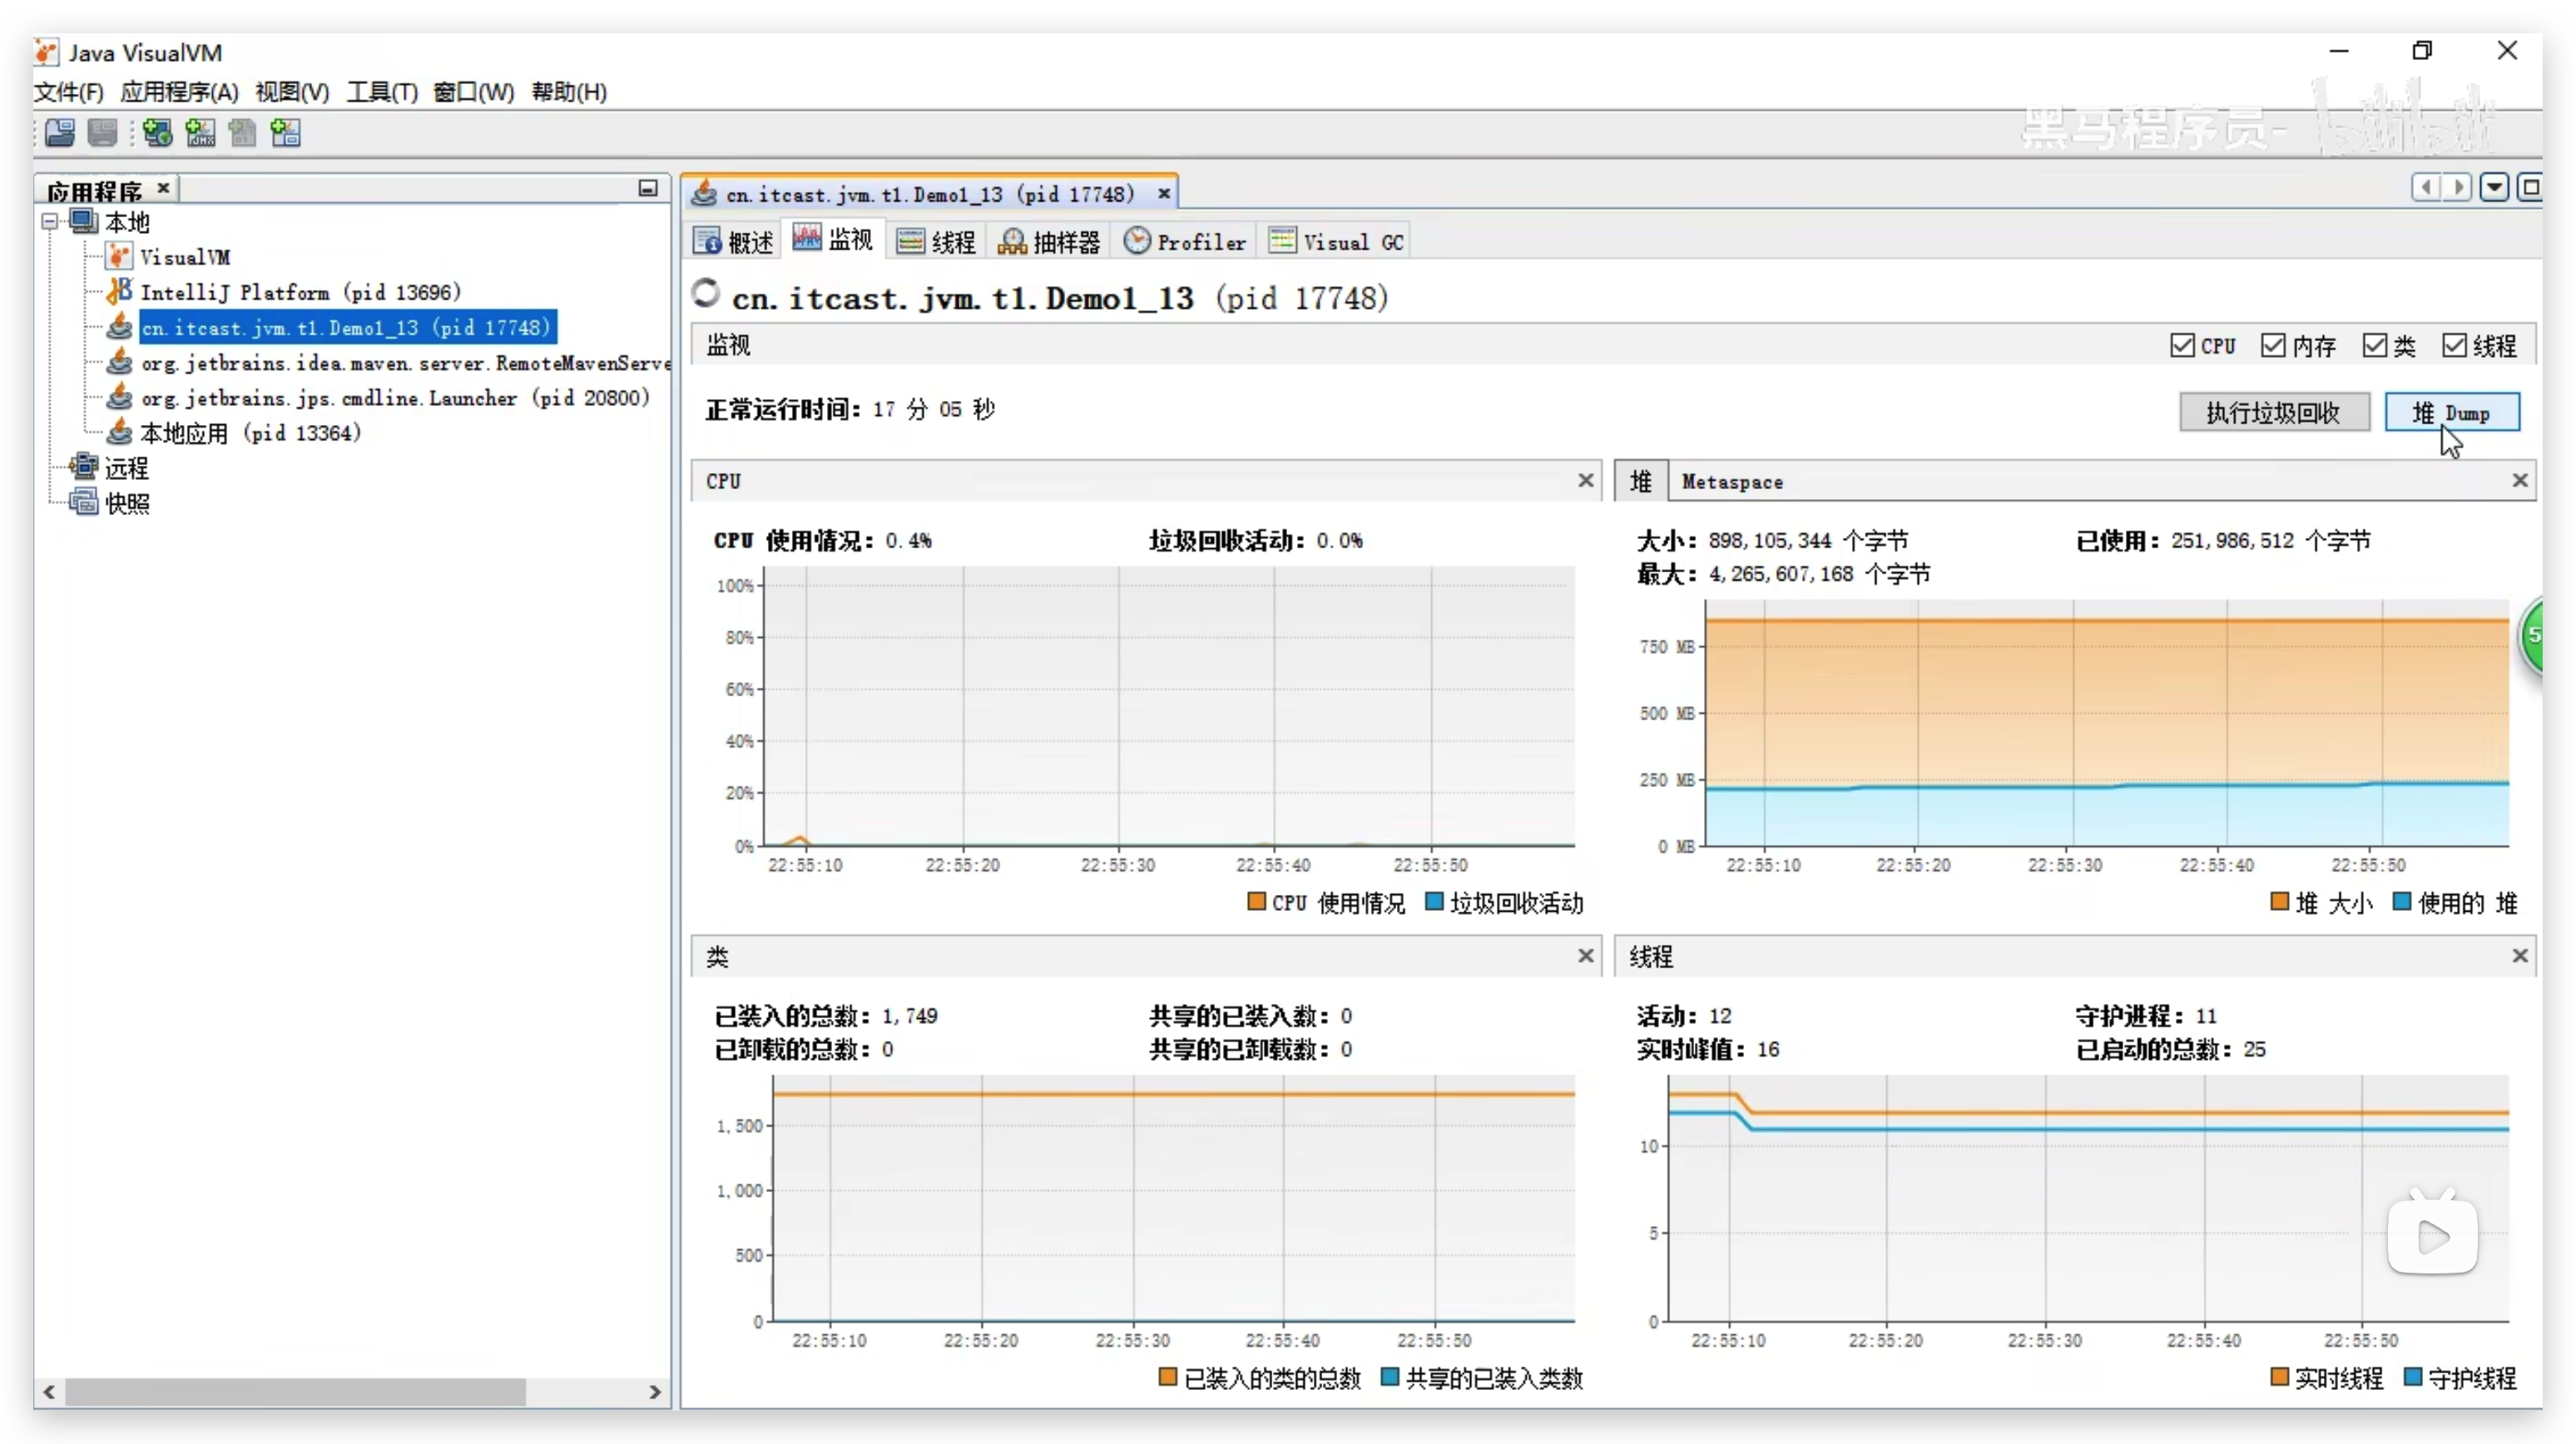 Java VisualVM
文件(F) 应用程序(A) 视图(V) 工具(T) 窗口(W) 帮助(H)
黑马程序员- bilibili
应用程序
本地
VisualVM
IntelliJ Platform (pid 13696)
cn.itcast.jvm.t1.Demo1_13 (pid 17748)
org.jetbrains.idea.maven.server.RemoteMavenServe
org.jetbrains.jps.cmdline.Launcher (pid 20800)
本地应用 (pid 13364)
远程
快照
cn.itcast.jvm.t1.Demo1_13 (pid 17748)
概述 监视 线程 抽样器 Profiler Visual GC
cn.itcast.jvm.t1.Demo1_13 (pid 17748)
监视 CPU 内存 类 线程
正常运行时间: 17 分 05 秒 执行垃圾回收 堆 Dump
CPU
CPU 使用情况: 0.4% 垃圾回收活动: 0.0%
100%
80%
60%
40%
20%
0%
22:55:10 22:55:20 22:55:30 22:55:40 22:55:50
CPU 使用情况 垃圾回收活动
堆 Metaspace
大小: 898,105,344 个字节 已使用: 251,986,512 个字节
最大: 4,265,607,168 个字节
750 MB
500 MB
250 MB
0 MB
22:55:10 22:55:20 22:55:30 22:55:40 22:55:50
堆 大小 使用的 堆
5
类
已装入的总数: 1,749 共享的已装入数: 0
已卸载的总数: 0 共享的已卸载数: 0
1,500
1,000
500
0
22:55:10 22:55:20 22:55:30 22:55:40 22:55:50
已装入的类的总数 共享的已装入类数
线程
活动: 12 守护进程: 11
实时峰值: 16 已启动的总数: 25
10
5
0
22:55:10 22:55:20 22:55:30 22:55:40 22:55:50
实时线程 守护线程